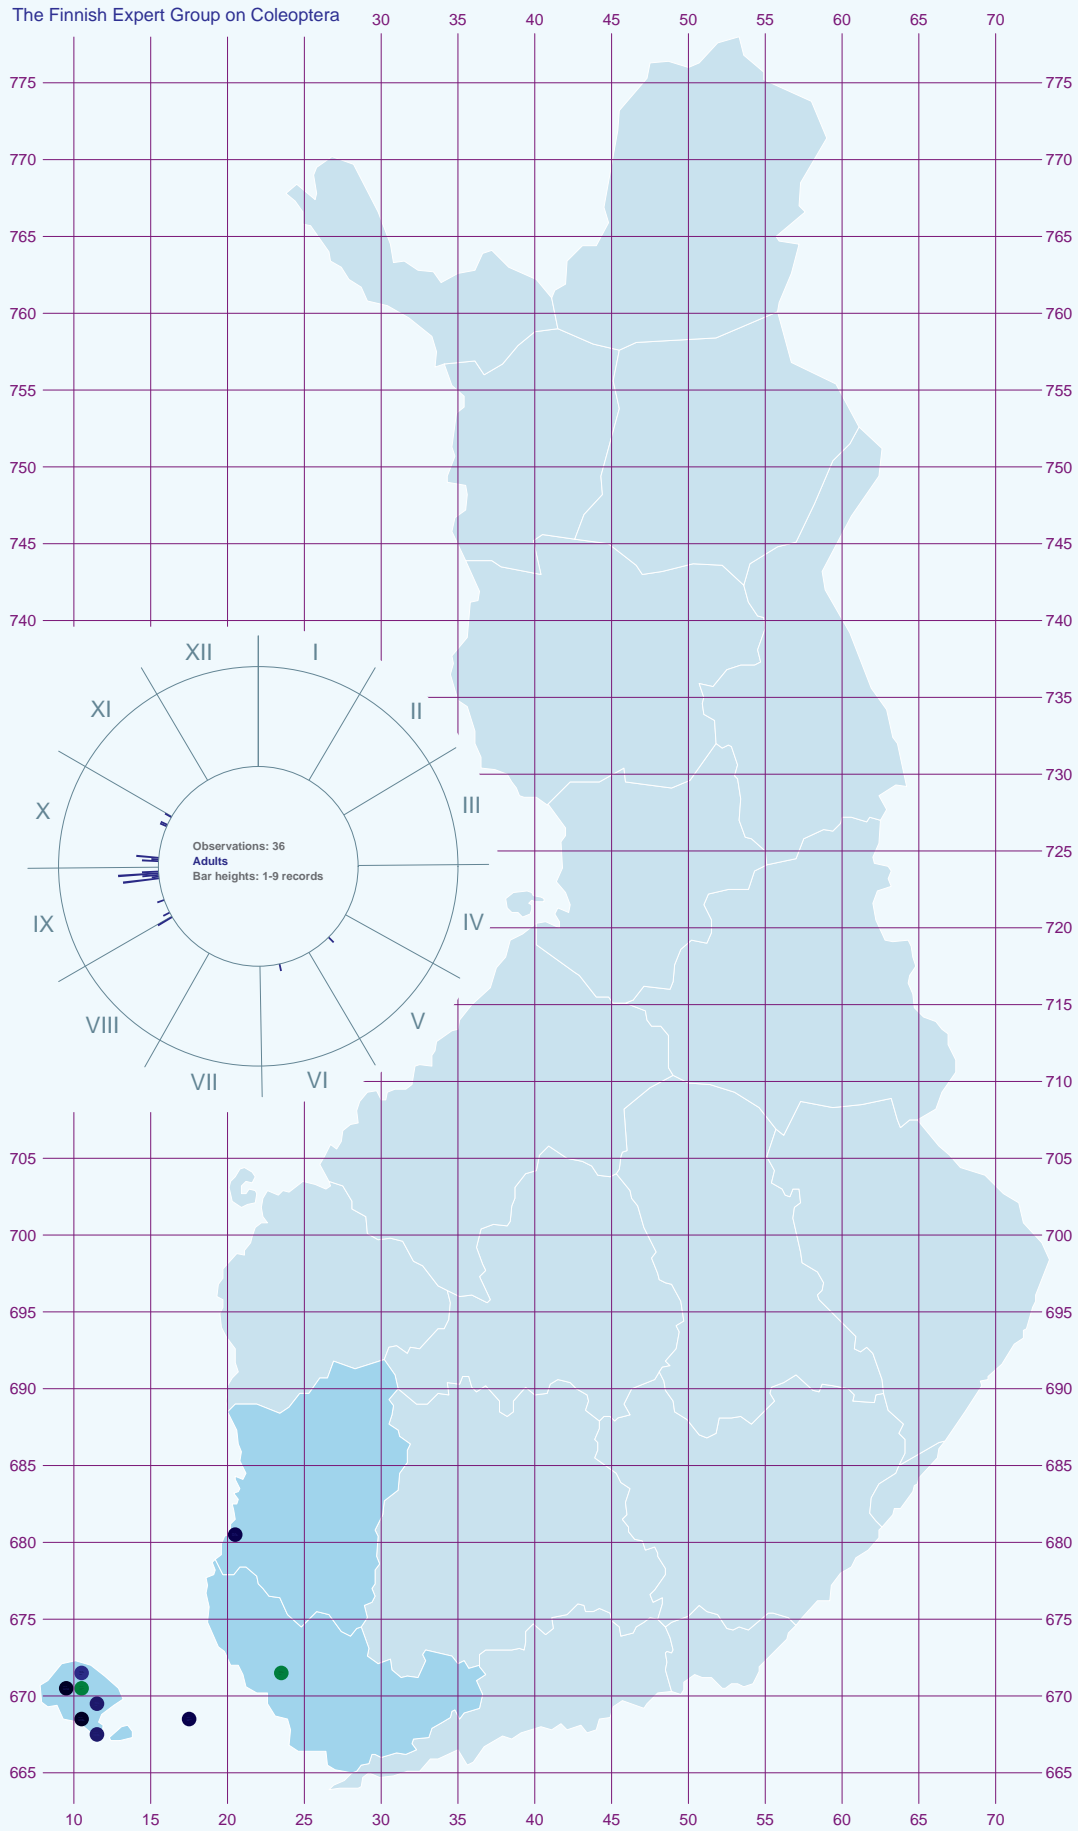 The Finnish Expert Group on Coleoptera 30 35 40 45 50 55 60 65 70
775 775
770 770
765 765
760 760
755 755
750 750
745 745
740 740
XII I
XI II
735
730
X III
Observations: 36
Adults
Bar heights: 1-9 records
725
IX IV 720
715
VIII V
VII VI
710
705 705
700 700
695 695
690 690
685 685
680 680
675 675
670 670
665 665
10 15 20 25 30 35 40 45 50 55 60 65 70